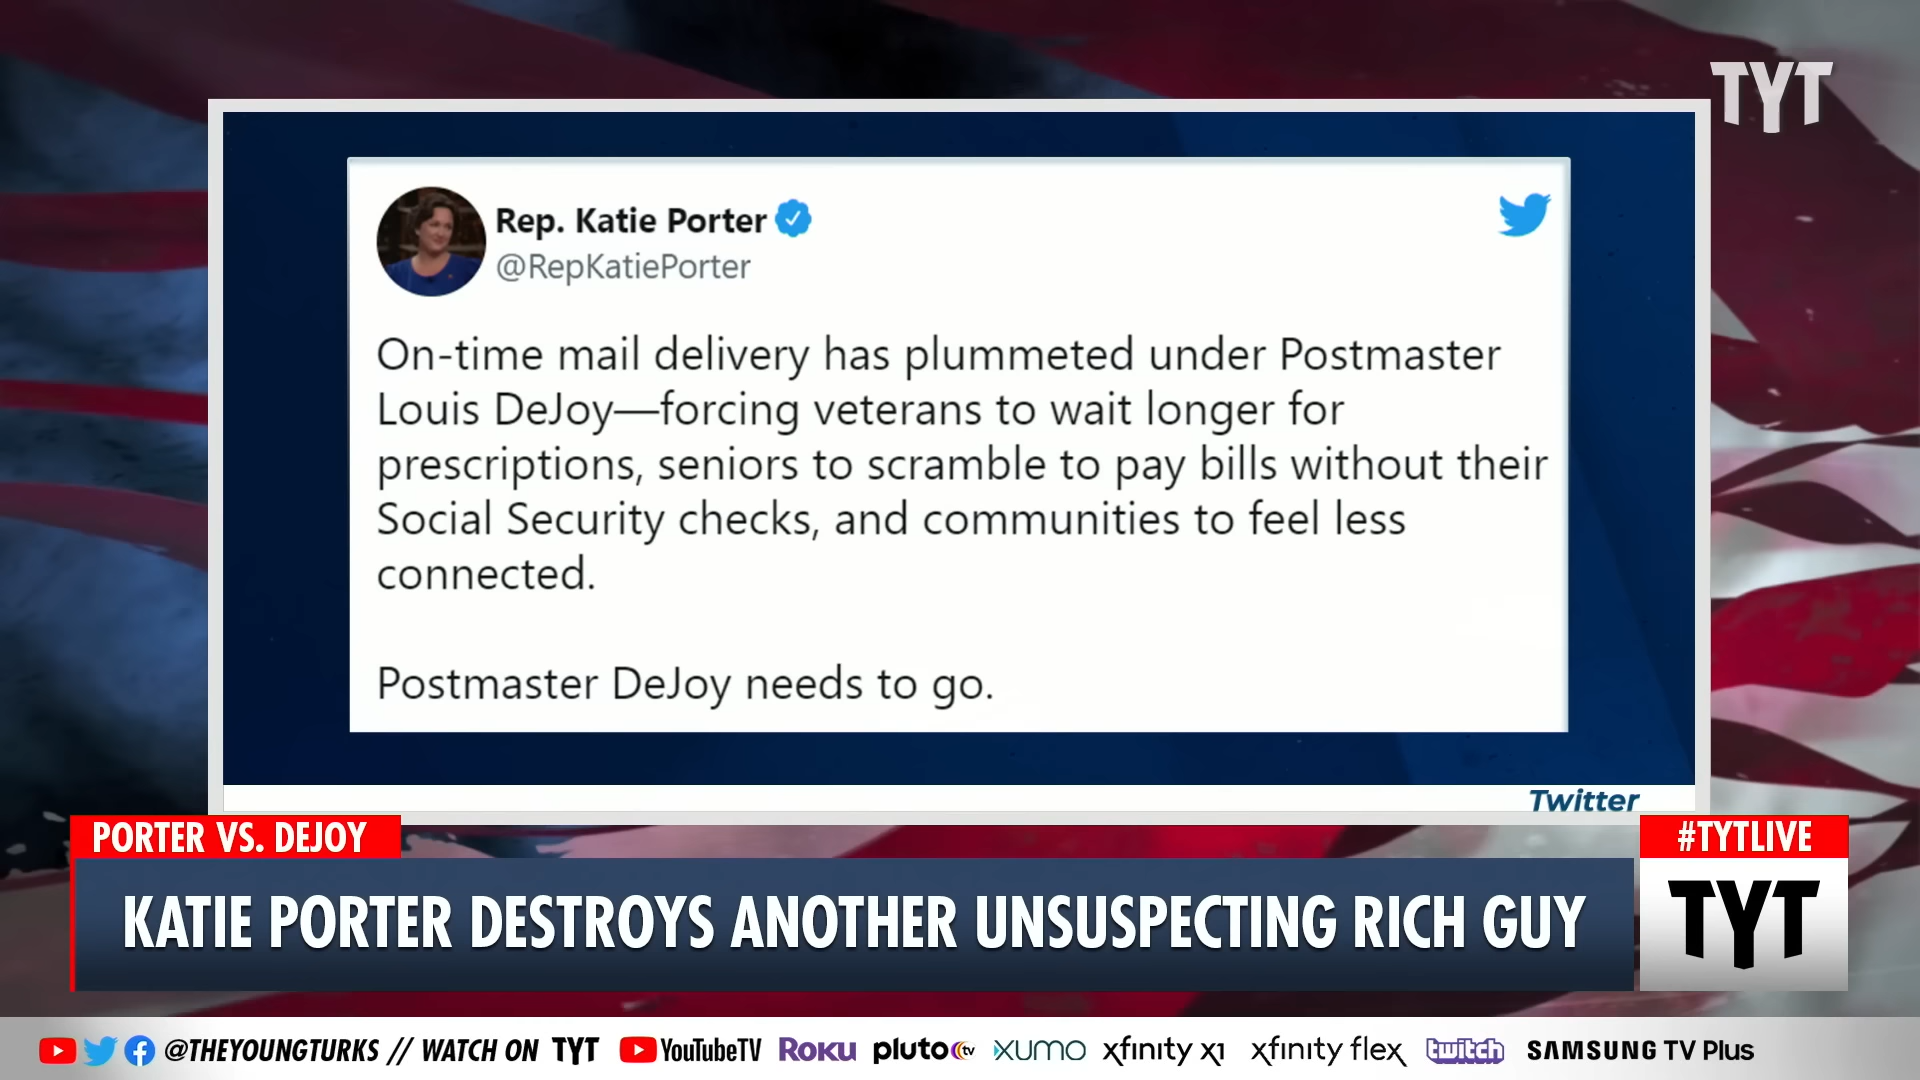 TYT
Rep. Katie Porter
@RepKatiePorter
On-time mail delivery has plummeted under Postmaster
Louis DeJoy—forcing veterans to wait longer for
prescriptions, seniors to scramble to pay bills without their
Social Security checks, and communities to feel less
connected.
Postmaster DeJoy needs to go.
Twitter
PORTER VS. DEJOY
#TYTLIVE
KATIE PORTER DESTROYS ANOTHER UNSUSPECTING RICH GUY
TYT
@THEYOUNGTURKS // WATCH ON TYT YouTubeTV ROKU pluto tv XUMO xfinity x1 xfinity flex twitch SAMSUNG TV Plus